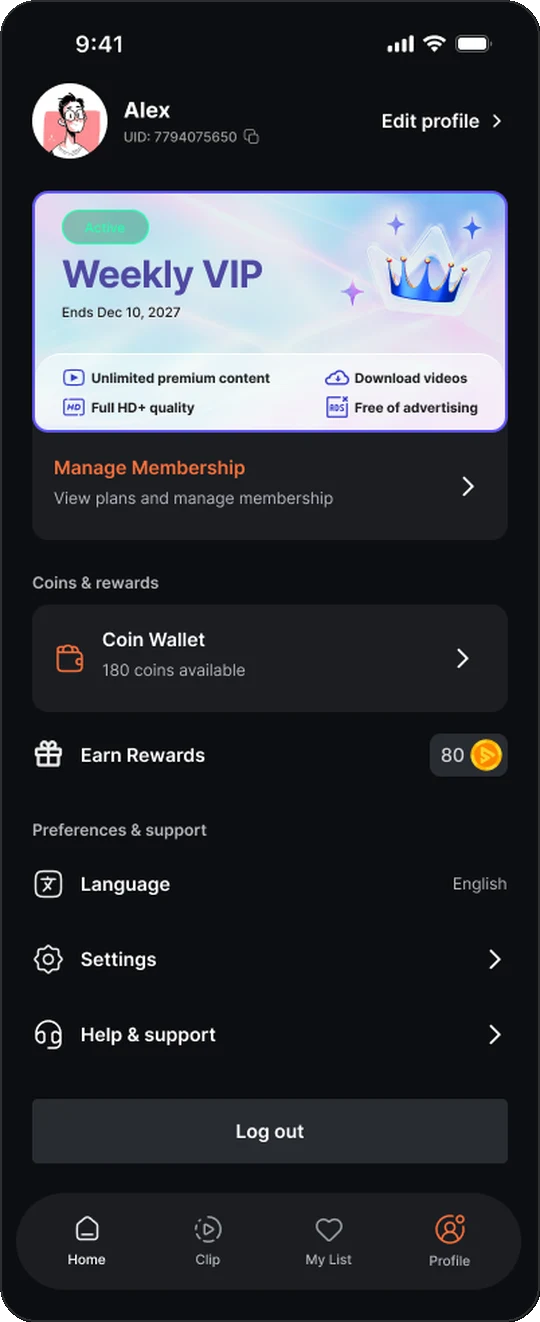 9:41
Alex
UID: 7794075650
Edit profile
Active
Weekly VIP
Ends Dec 10, 2027
Unlimited premium content
Download videos
HD
Full HD+ quality
ADS
Free of advertising
Manage Membership
View plans and manage membership
Coins & rewards
Coin Wallet
180 coins available
Earn Rewards
80
Preferences & support
Language
English
Settings
Help & support
Log out
Home
Clip
My List
Profile